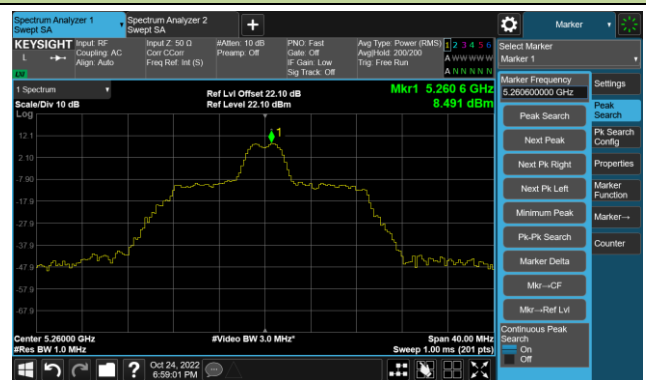 Spectrum Analyzer 1
Swept SA
Spectrum Analyzer 2
Swept SA
Marker
KEYSIGHT
Input: RF
Coupling: AC
Align: Auto
Input Z: 50 Ω
Corr CCorr
Freq Ref: Int (S)
#Atten: 10 dB
Preamp: Off
PNO: Fast
Gate: Off
IF Gain: Low
Sig Track: Off
Avg Type: Power (RMS)
Avg|Hold: 200/200
Trig: Free Run
1 2 3 4 5 6
A W W W W W
A N N N N N
L
Select Marker
Marker 1
1 Spectrum
Scale/Div 10 dB
Log
Ref Lvl Offset 22.10 dB
Ref Level 22.10 dBm
Mkr1 5.260 6 GHz
8.491 dBm
1
12.1
2.10
-7.90
-17.9
-27.9
-37.9
-47.9
-57.9
-67.9
Center 5.26000 GHz
#Res BW 1.0 MHz
#Video BW 3.0 MHz*
Span 40.00 MHz
Sweep 1.00 ms (201 pts)
Marker Frequency
5.260600000 GHz
Peak Search
Next Peak
Next Pk Right
Next Pk Left
Minimum Peak
Pk-Pk Search
Marker Delta
Mkr→CF
Mkr→Ref Lvl
Continuous Peak
Search
On
Off
Settings
Peak
Search
Pk Search
Config
Properties
Marker
Function
Marker→
Counter
?
Oct 24, 2022
6:59:01 PM